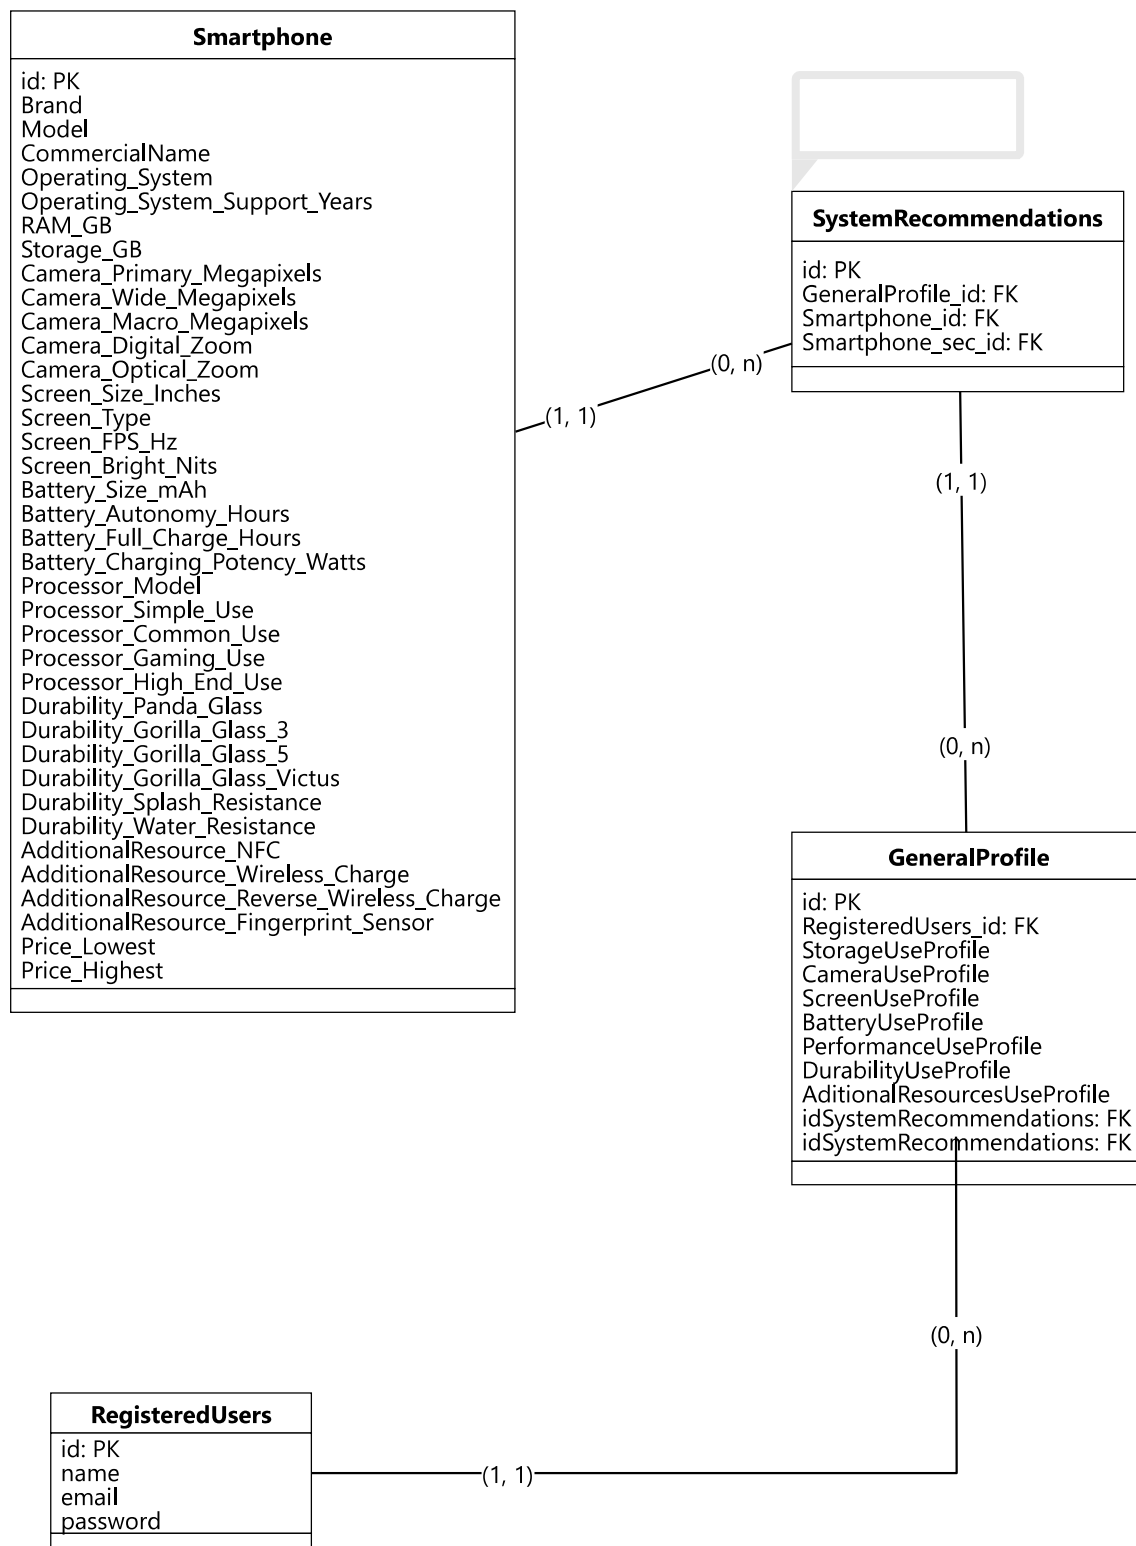 Smartphone
id: PK
Brand
Model
CommercialName
Operating_System
Operating_System_Support_Years
RAM_GB
Storage_GB
Camera_Primary_Megapixels
Camera_Wide_Megapixels
Camera_Macro_Megapixels
Camera_Digital_Zoom
Camera_Optical_Zoom
Screen_Size_Inches
Screen_Type
Screen_FPS_Hz
Screen_Bright_Nits
Battery_Size_mAh
Battery_Autonomy_Hours
Battery_Full_Charge_Hours
Battery_Charging_Potency_Watts
Processor_Model
Processor_Simple_Use
Processor_Common_Use
Processor_Gaming_Use
Processor_High_End_Use
Durability_Panda_Glass
Durability_Gorilla_Glass_3
Durability_Gorilla_Glass_5
Durability_Gorilla_Glass_Victus
Durability_Splash_Resistance
Durability_Water_Resistance
AdditionalResource_NFC
AdditionalResource_Wireless_Charge
AdditionalResource_Reverse_Wireless_Charge
AdditionalResource_Fingerprint_Sensor
Price_Lowest
Price_Highest
SystemRecommendations
id: PK
GeneralProfile_id: FK
Smartphone_id: FK
Smartphone_sec_id: FK
(0, n)
(1, 1)
(1, 1)
(0, n)
GeneralProfile
id: PK
RegisteredUsers_id: FK
StorageUseProfile
CameraUseProfile
ScreenUseProfile
BatteryUseProfile
PerformanceUseProfile
DurabilityUseProfile
AditionalResourcesUseProfile
idSystemRecommendations: FK
idSystemRecommendations: FK
(0, n)
(1, 1)
RegisteredUsers
id: PK
name
email
password